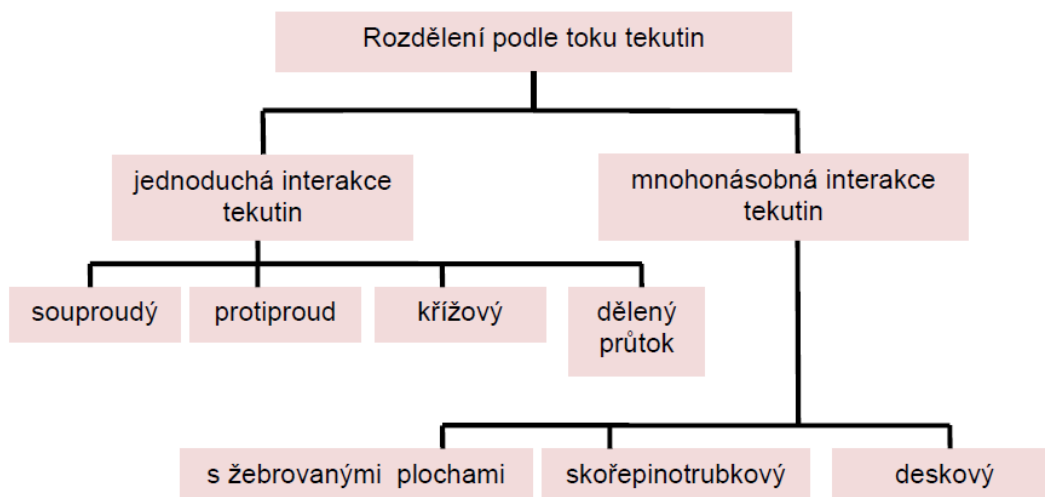 Rozdělení podle toku tekutin
jednoduchá interakce
tekutin
mnohonásobná interakce
tekutin
souproudý
protiproud
křížový
dělený
průtok
s žebrovanými plochami
skořepinotrubkový
deskový